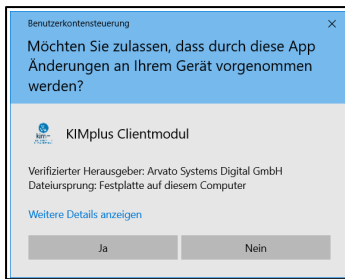 Benutzerkontensteuerung
Möchten Sie zulassen, dass durch diese App
Änderungen an Ihrem Gerät vorgenommen
werden?
KIMplus Clientmodul
Verifizierter Herausgeber: Arvato Systems Digital GmbH
Dateiursprung: Festplatte auf diesem Computer
Weitere Details anzeigen
Ja
Nein